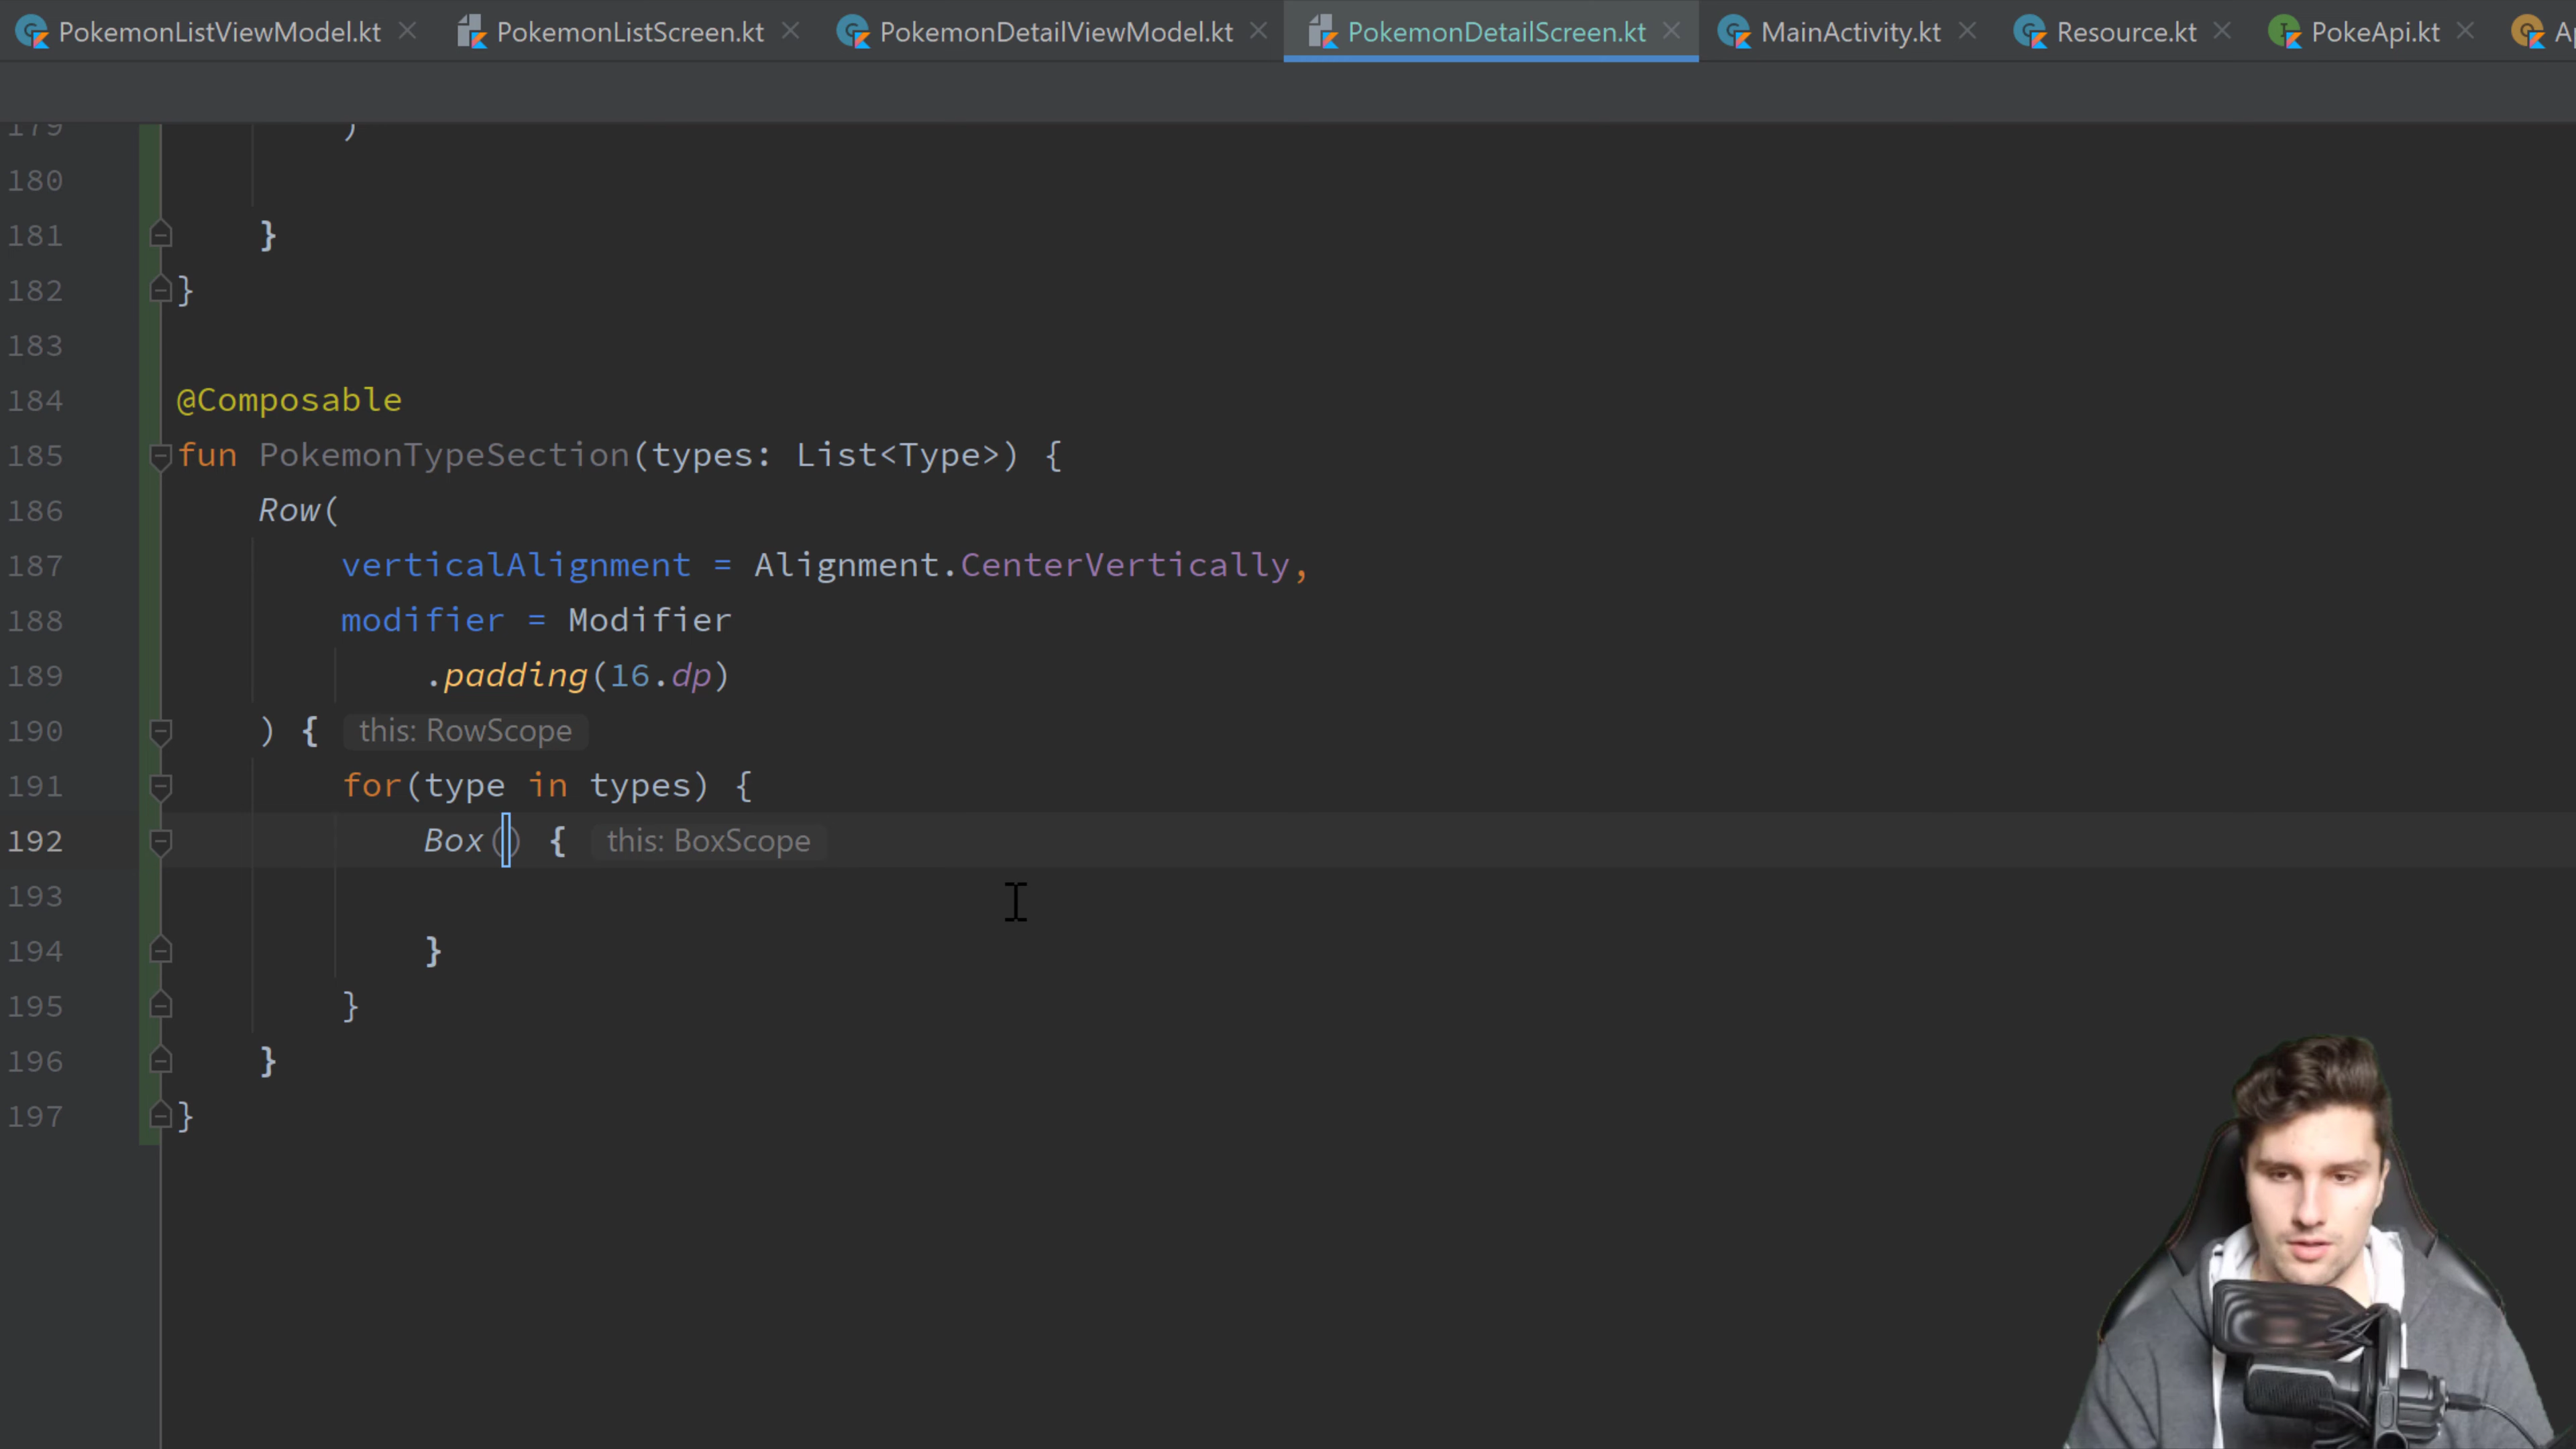 PokemonListViewModel.kt PokemonListScreen.kt PokemonDetailViewModel.kt PokemonDetailScreen.kt MainActivity.kt Resource.kt PokeApi.kt
179 )
180
181 }
182 }
183
184 @Composable
185 fun PokemonTypeSection(types: List<Type>) {
186 Row(
187 verticalAlignment = Alignment.CenterVertically,
188 modifier = Modifier
189 .padding(16.dp)
190 ) { this: RowScope
191 for(type in types) {
192 Box() { this: BoxScope
193
194 }
195 }
196 }
197 }